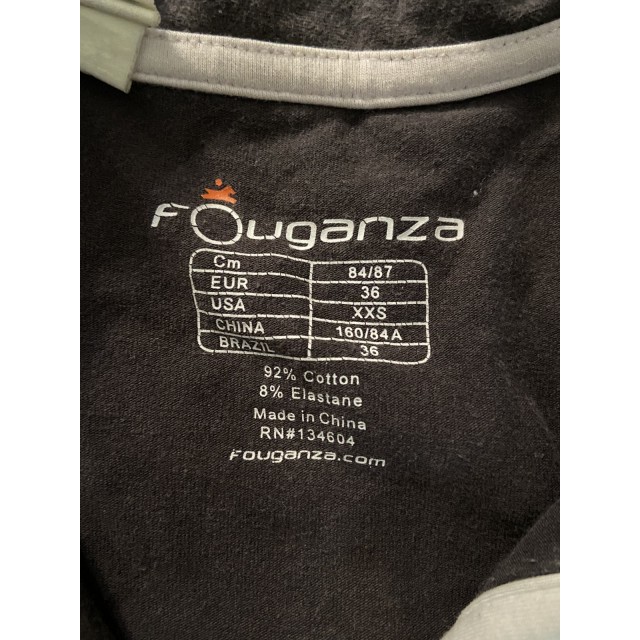 Fouganza
Cm 84/87
EUR 36
USA XXS
CHINA 160/84A
BRAZIL 36
92% Cotton
8% Elastane
Made in China
RN#134604
Fouganza.com